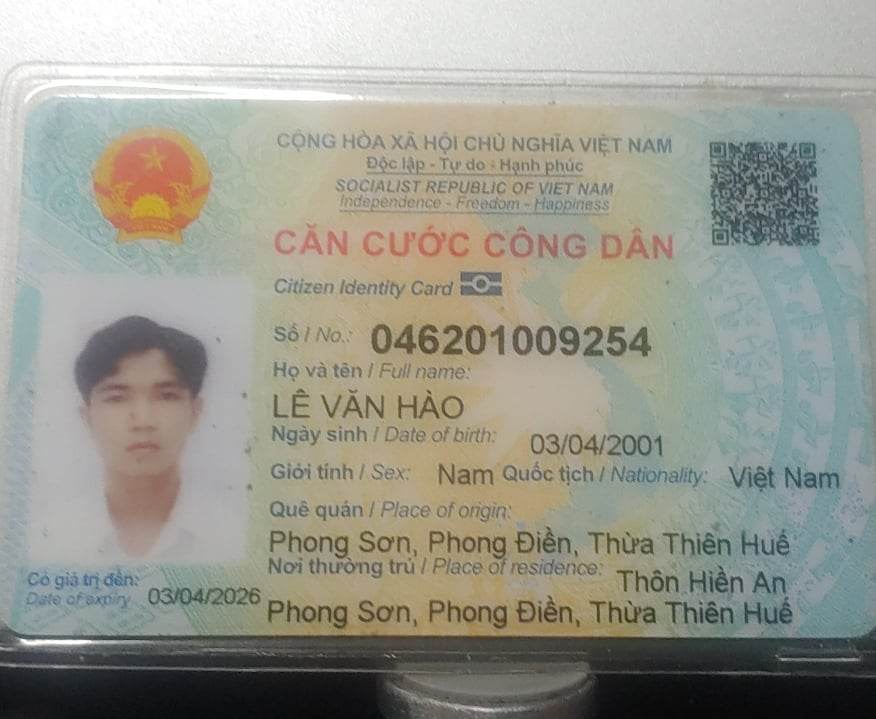 CỘNG HÒA XÃ HỘI CHỦ NGHĨA VIỆT NAM
Độc lập - Tự do - Hạnh phúc
SOCIALIST REPUBLIC OF VIET NAM
Independence - Freedom - Happiness
CĂN CƯỚC CÔNG DÂN
Citizen Identity Card
Số / No.: 046201009254
Họ và tên / Full name:
LÊ VĂN HÀO
Ngày sinh / Date of birth: 03/04/2001
Giới tính / Sex: Nam Quốc tịch / Nationality: Việt Nam
Quê quán / Place of origin:
Phong Sơn, Phong Điền, Thừa Thiên Huế
Nơi thường trú / Place of residence: Thôn Hiền An
Phong Sơn, Phong Điền, Thừa Thiên Huế
Có giá trị đến:
Date of expiry 03/04/2026